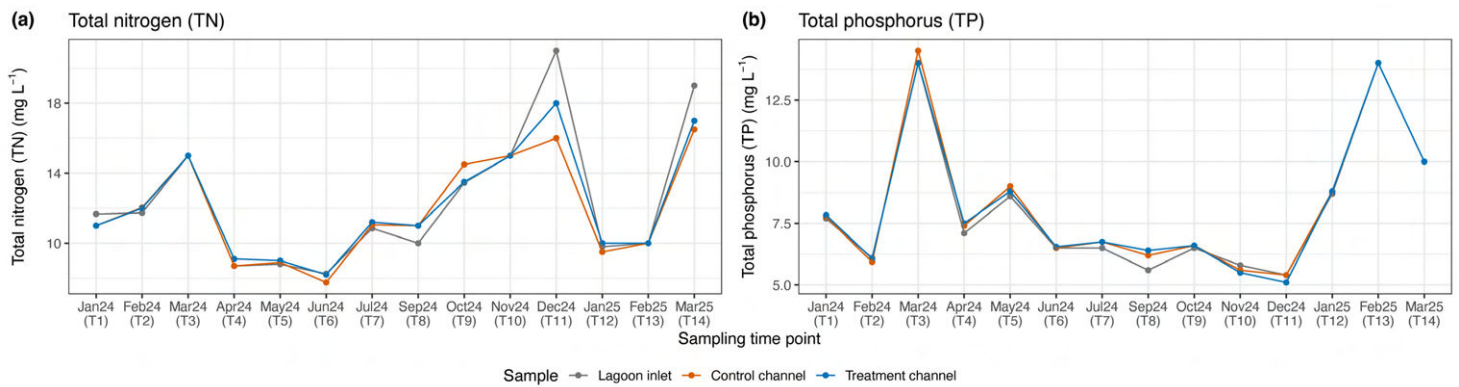 (a) Total nitrogen (TN)
Total nitrogen (TN) (mg L⁻¹)
18
14
10
Jan24 Feb24 Mar24 Apr24 May24 Jun24 Jul24 Sep24 Oct24 Nov24 Dec24 Jan25 Feb25 Mar25
(T1) (T2) (T3) (T4) (T5) (T6) (T7) (T8) (T9) (T10) (T11) (T12) (T13) (T14)
(b) Total phosphorus (TP)
Total phosphorus (TP) (mg L⁻¹)
12.5
10.0
7.5
5.0
Jan24 Feb24 Mar24 Apr24 May24 Jun24 Jul24 Sep24 Oct24 Nov24 Dec24 Jan25 Feb25 Mar25
(T1) (T2) (T3) (T4) (T5) (T6) (T7) (T8) (T9) (T10) (T11) (T12) (T13) (T14)
Sampling time point
Sample Lagoon inlet Control channel Treatment channel